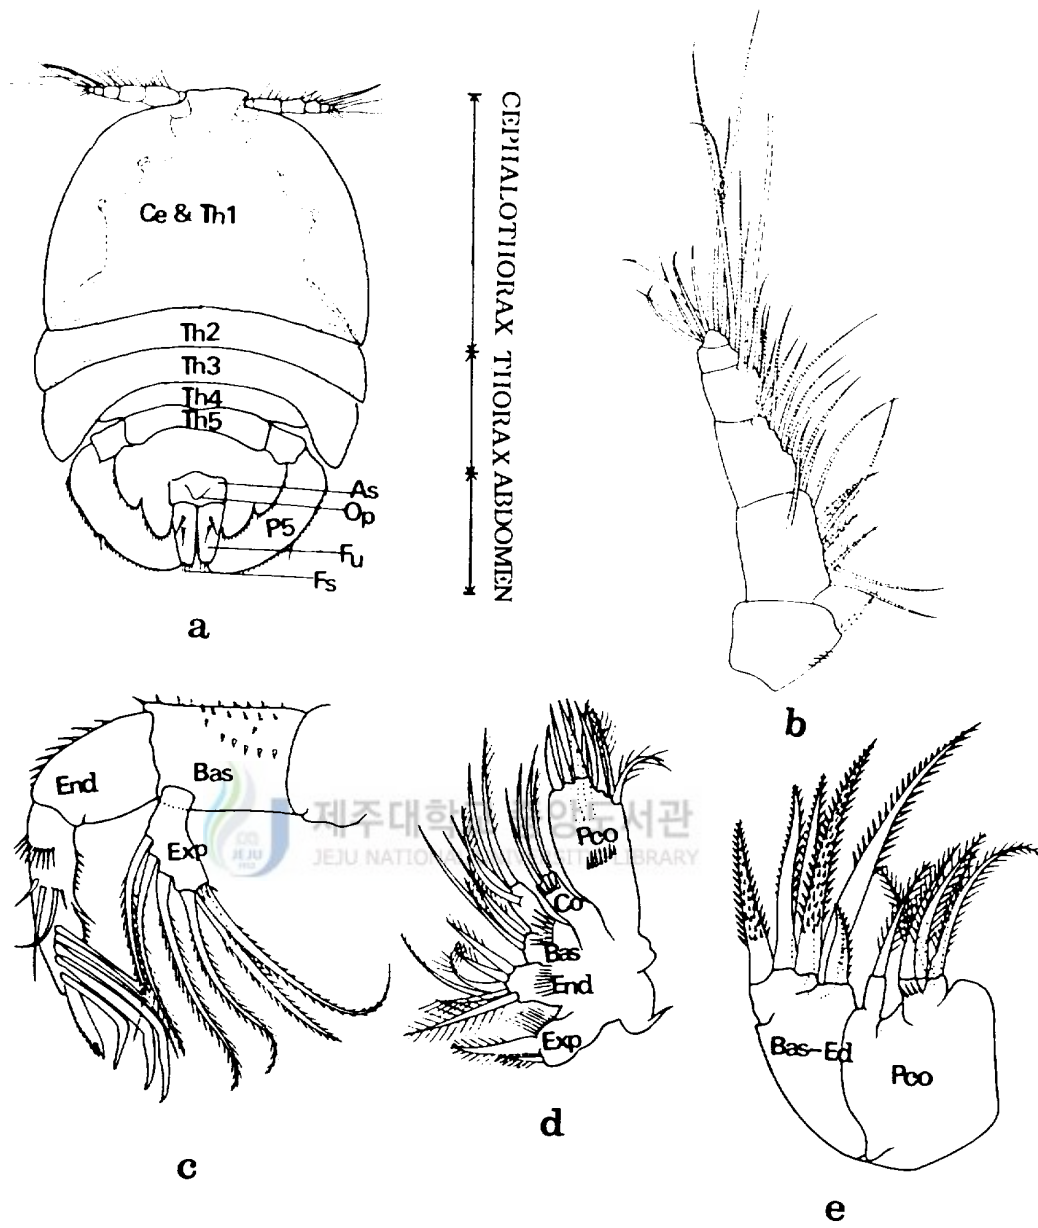 Ce & Th1
Th2
Th3
Th4
Th5
As
Op
P5
Fu
Fs
CEPHALOTHORAX THORAX ABDOMEN
a
b
End
Bas
Exp
c
Pco
Co
Bas
End
Exp
d
Bas-Ed
Pco
e
JEJU
1952
제주대학교 중앙도서관
JEJU NATIONAL UNIVERSITY LIBRARY